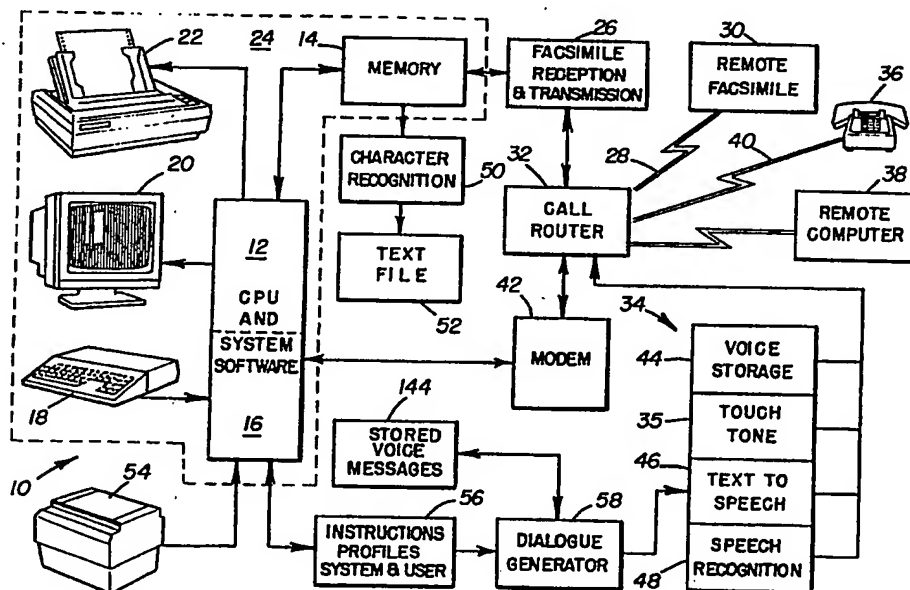 22
24
14
MEMORY
26
FACSIMILE
RECEPTION
& TRANSMISSION
30
REMOTE
FACSIMILE
36
20
CHARACTER
RECOGNITION
50
32
28
40
38
CALL
ROUTER
REMOTE
COMPUTER
12
CPU AND
SYSTEM
SOFTWARE
16
TEXT
FILE
52
42
MODEM
34
44
VOICE
STORAGE
18
144
STORED
VOICE
MESSAGES
35
TOUCH
TONE
46
TEXT TO
SPEECH
10
54
56
INSTRUCTIONS
PROFILES
SYSTEM & USER
58
DIALOGUE
GENERATOR
48
SPEECH
RECOGNITION